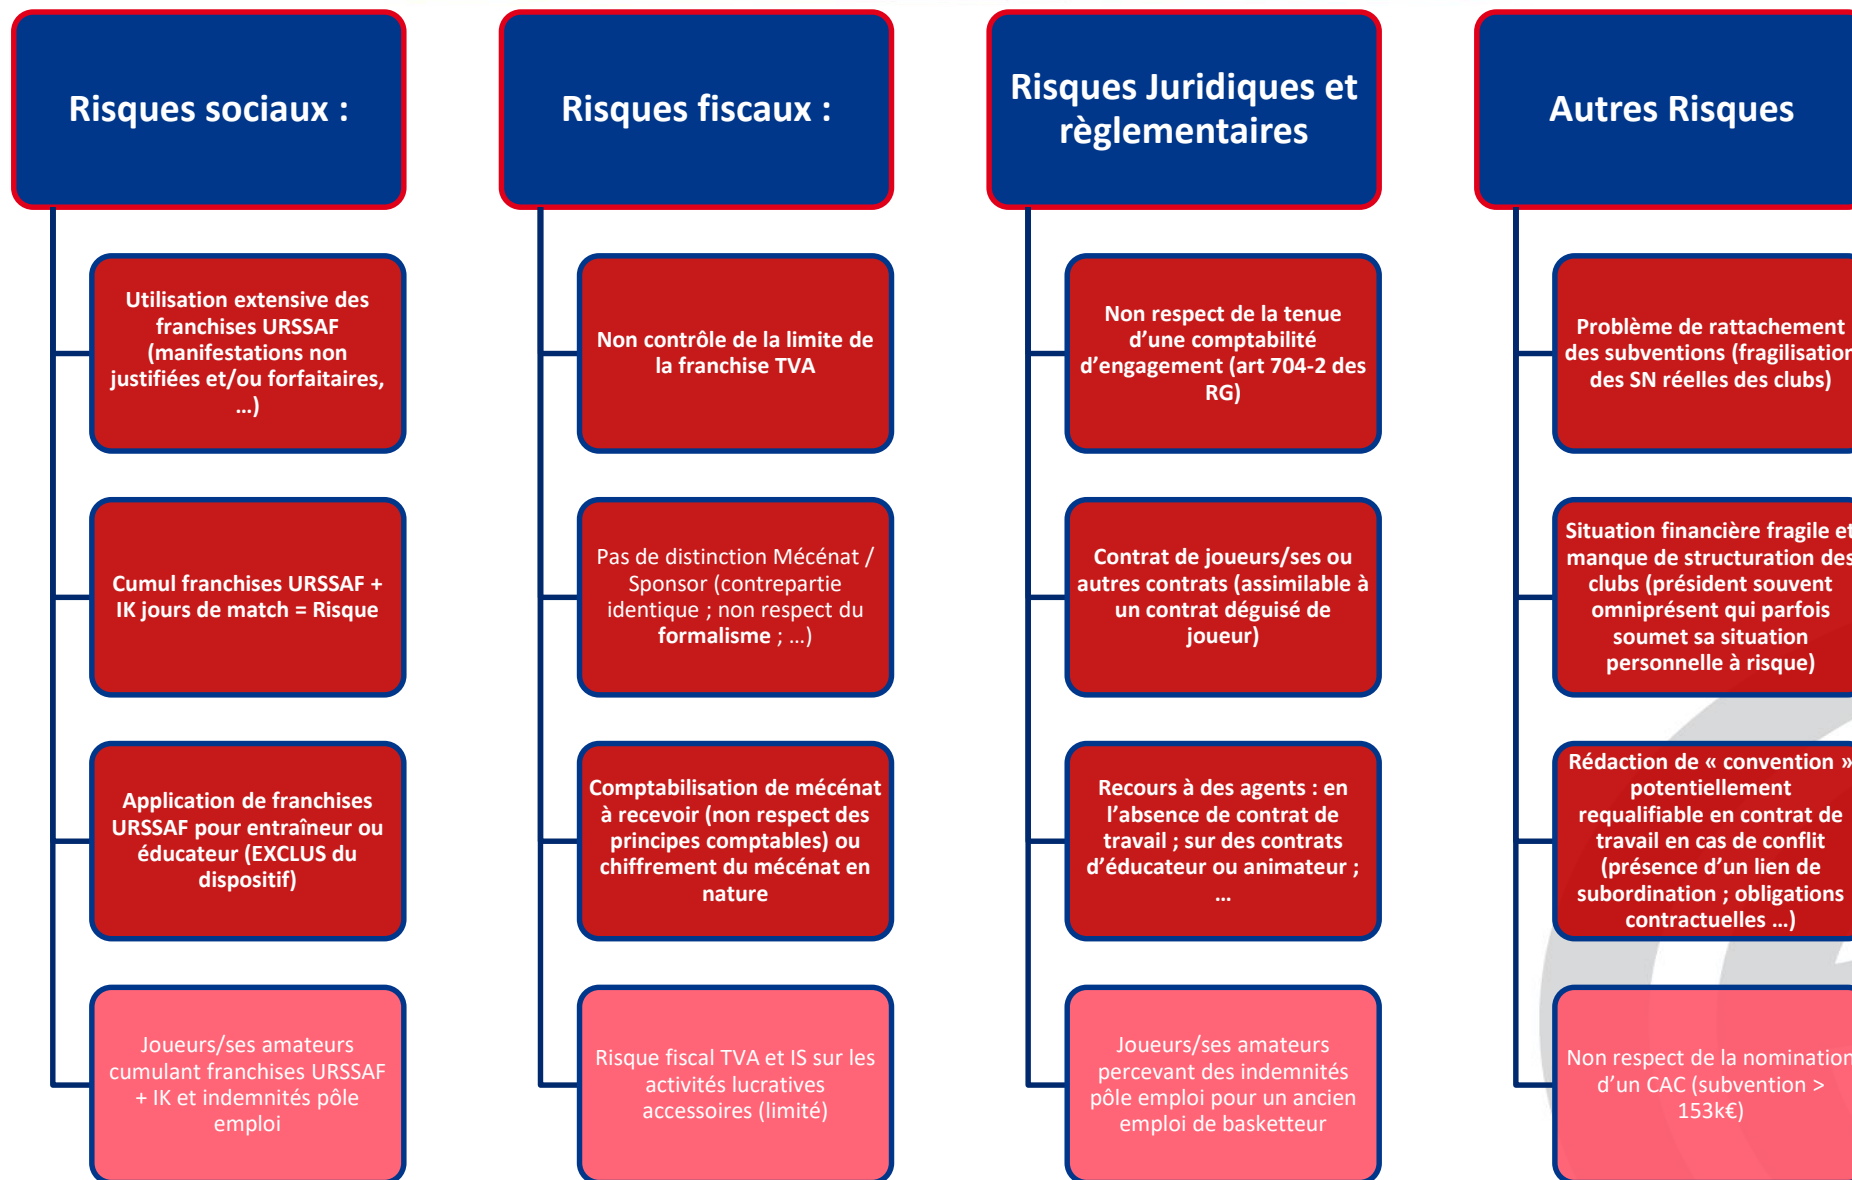 Risques sociaux :
Utilisation extensive des
franchises URSSAF
(manifestations non
justifiées et/ou forfaitaires,
...)
Cumul franchises URSSAF +
IK jours de match = Risque
Application de franchises
URSSAF pour entraîneur ou
éducateur (EXCLUS du
dispositif)
Joueurs/ses amateurs
cumulant franchises URSSAF
+ IK et indemnités pôle
emploi
Risques fiscaux :
Non contrôle de la limite de
la franchise TVA
Pas de distinction Mécénat /
Sponsor (contrepartie
identique ; non respect du
formalisme ; ...)
Comptabilisation de mécénat
à recevoir (non respect des
principes comptables) ou
chiffrement du mécénat en
nature
Risque fiscal TVA et IS sur les
activités lucratives
accessoires (limité)
Risques Juridiques et
règlementaires
Non respect de la tenue
d'une comptabilité
d'engagement (art 704-2 des
RG)
Contrat de joueurs/ses ou
autres contrats (assimilable à
un contrat déguisé de
joueur)
Recours à des agents : en
l'absence de contrat de
travail ; sur des contrats
d'éducateur ou animateur ;
...
Joueurs/ses amateurs
percevant des indemnités
pôle emploi pour un ancien
emploi de basketteur
Autres Risques
Problème de rattachement
des subventions (fragilisation
des SN réelles des clubs)
Situation financière fragile et
manque de structuration des
clubs (président souvent
omniprésent qui parfois
soumet sa situation
personnelle à risque)
Rédaction de « convention »
potentiellement
requalifiable en contrat de
travail en cas de conflit
(présence d'un lien de
subordination ; obligations
contractuelles ...)
Non respect de la nomination
d'un CAC (subvention >
153k€)